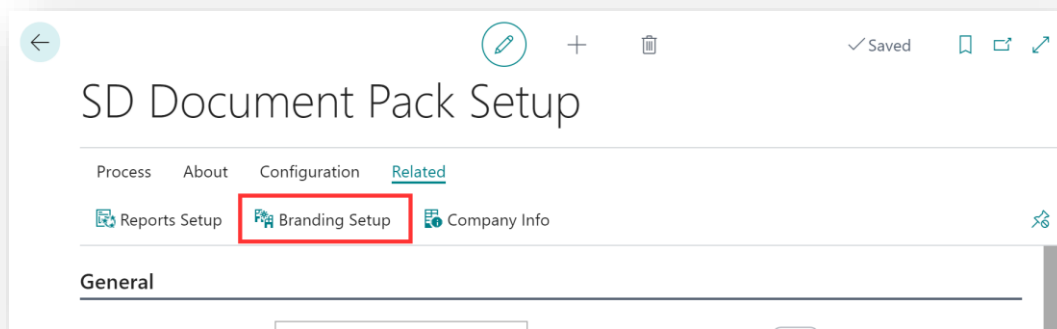 Saved
SD Document Pack Setup
Process About Configuration Related
Reports Setup Branding Setup Company Info
General